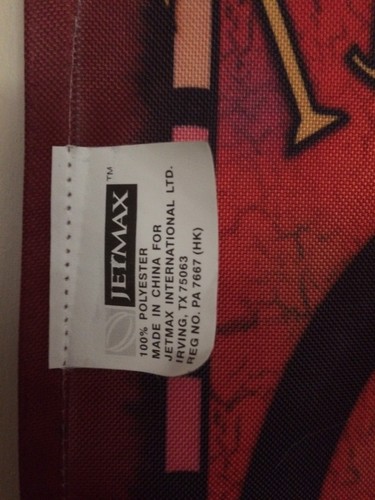 JETMAX™
100% POLYESTER
MADE IN CHINA FOR
JETMAX INTERNATIONAL LTD.
IRVING, TX 75063
REG NO. PA 7667 (HK)